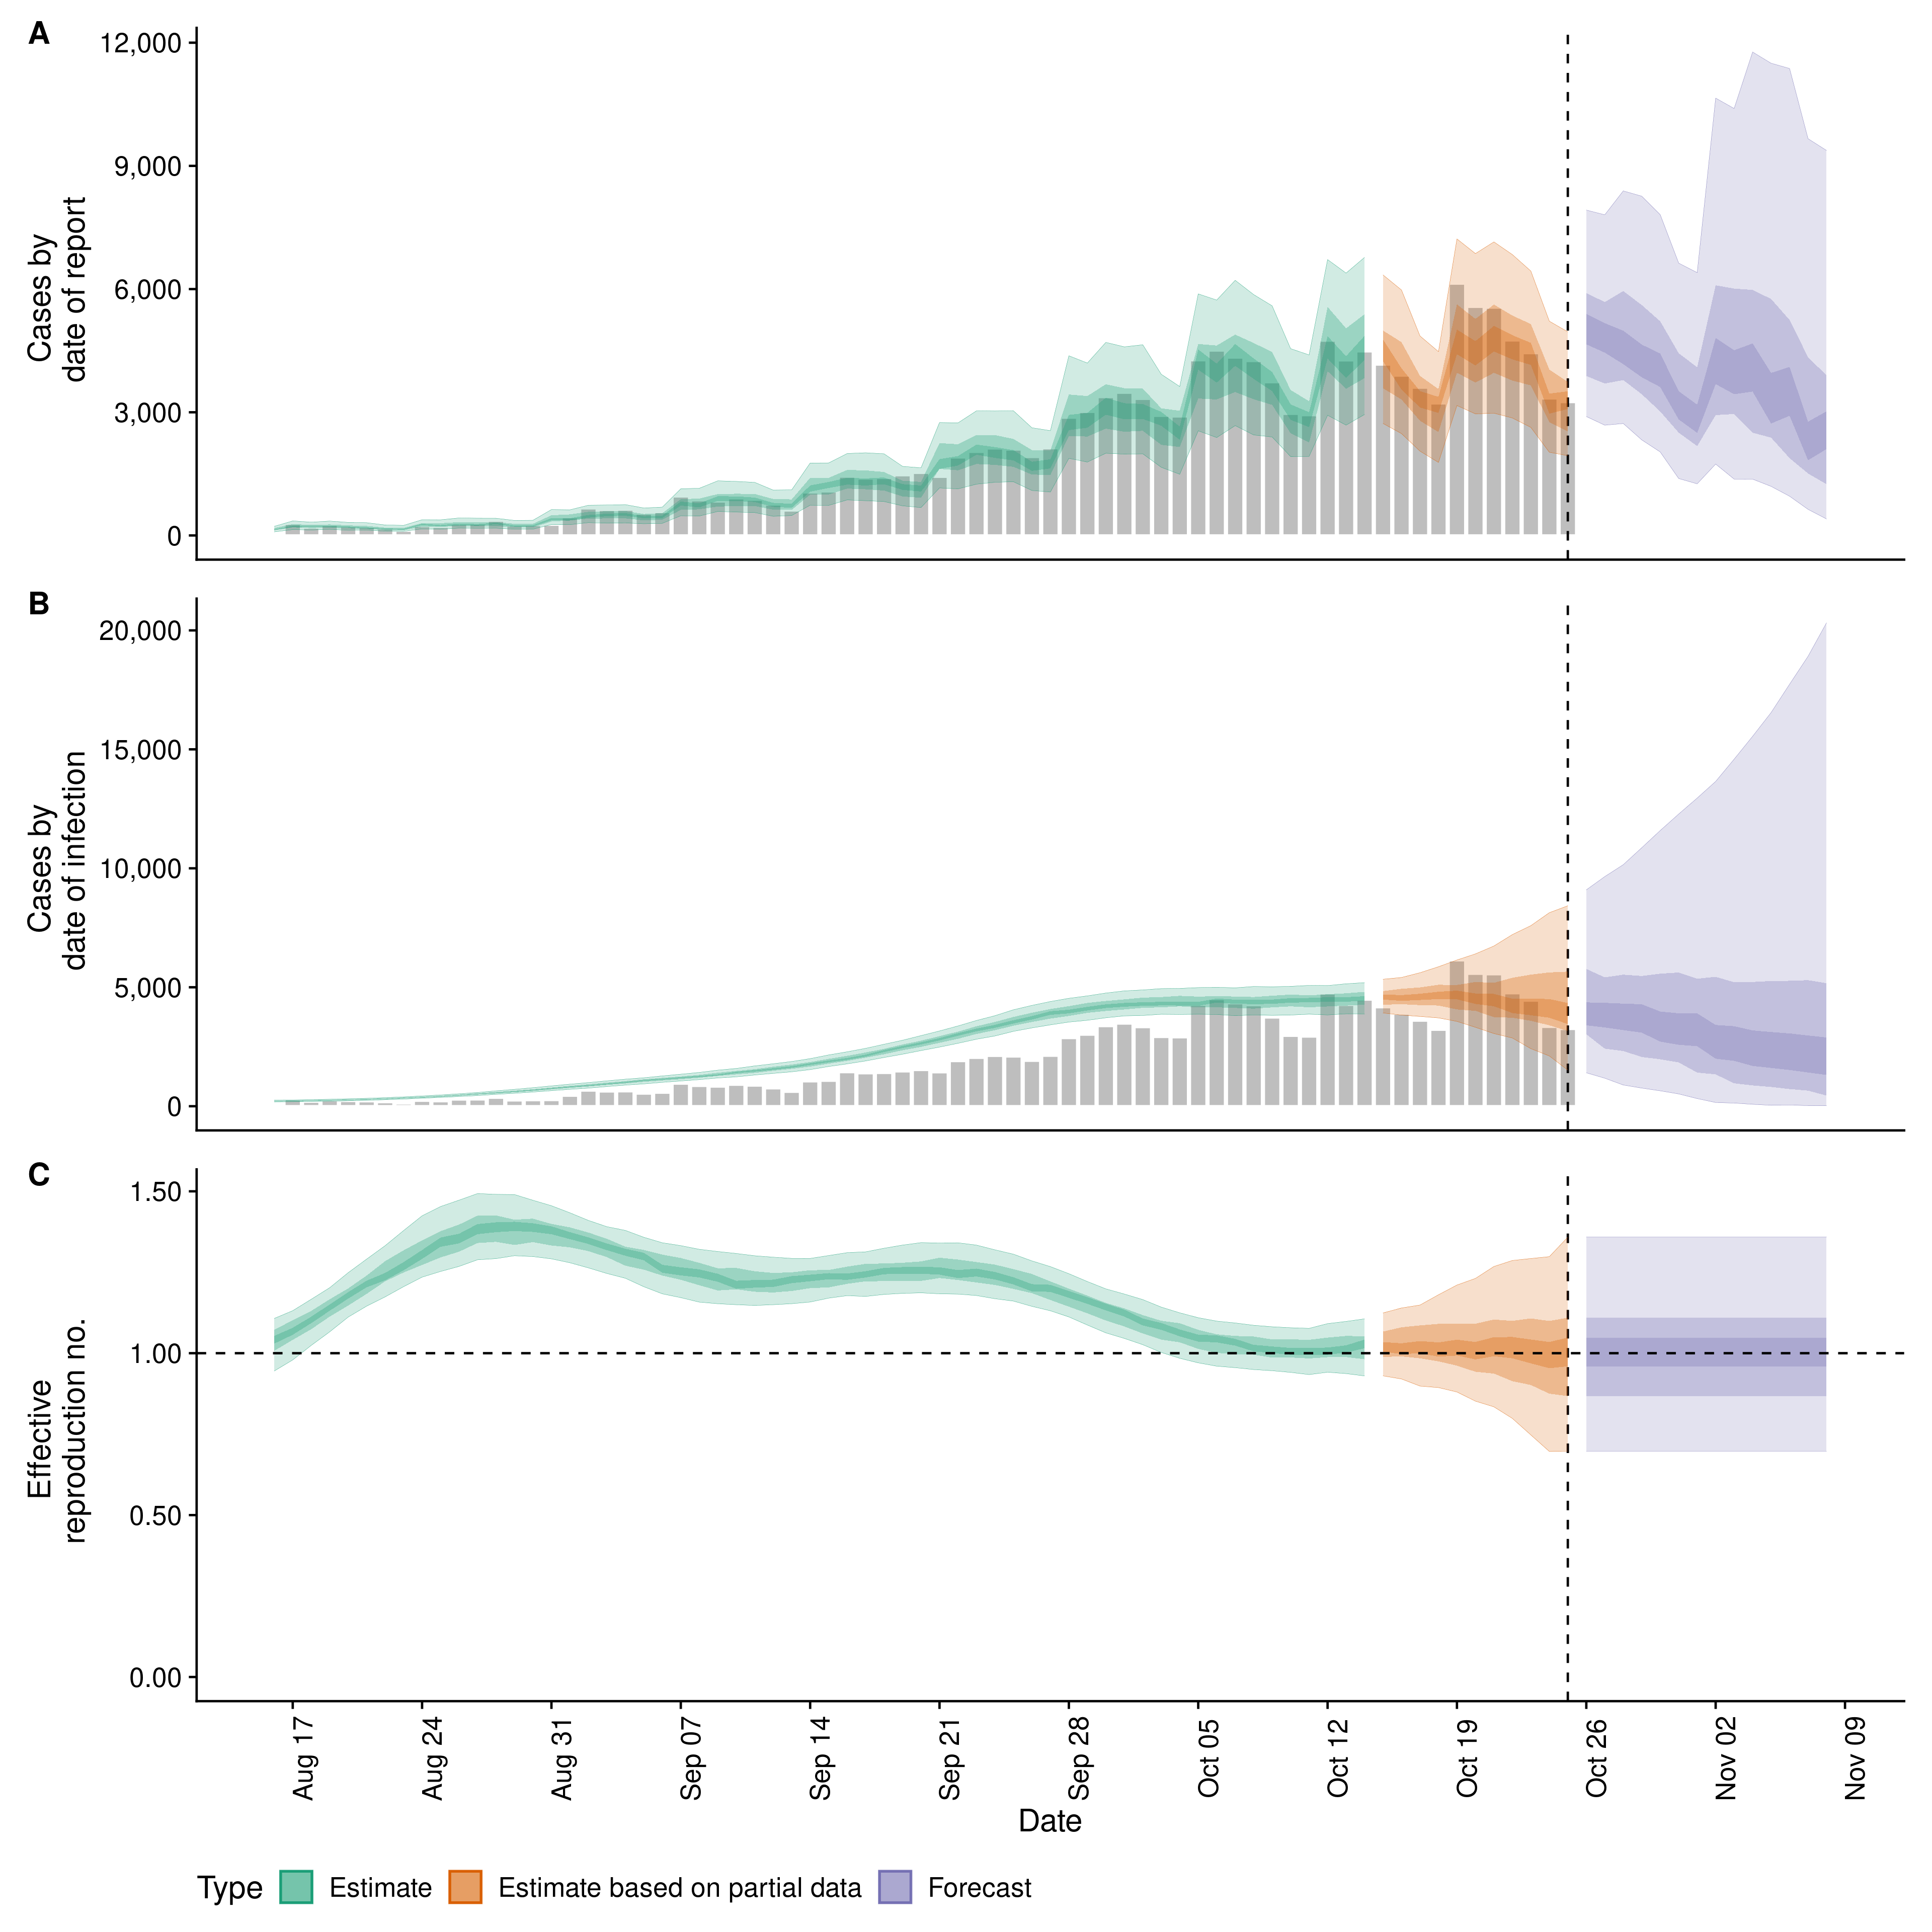 A
12,000
9,000
6,000
3,000
0
Cases by
date of report
B
20,000
15,000
10,000
5,000
0
Cases by
date of infection
C
1.50
1.00
0.50
0.00
Effective
reproduction no.
Aug 17
Aug 24
Aug 31
Sep 07
Sep 14
Sep 21
Sep 28
Oct 05
Oct 12
Oct 19
Oct 26
Nov 02
Nov 09
Date
Type Estimate Estimate based on partial data Forecast